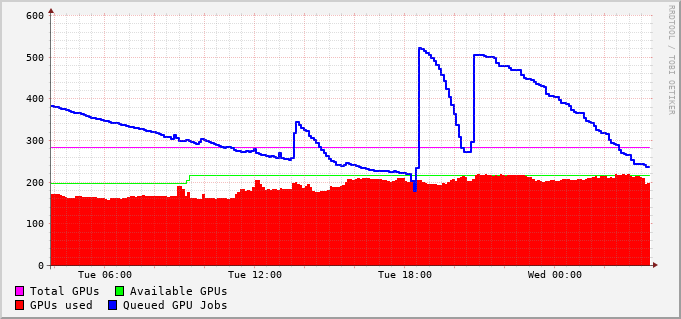 600
500
400
300
200
100
0
Tue 06:00 Tue 12:00 Tue 18:00 Wed 00:00
Total GPUs Available GPUs
GPUs used Queued GPU Jobs
RRDTOOL / TOBI OETIKER